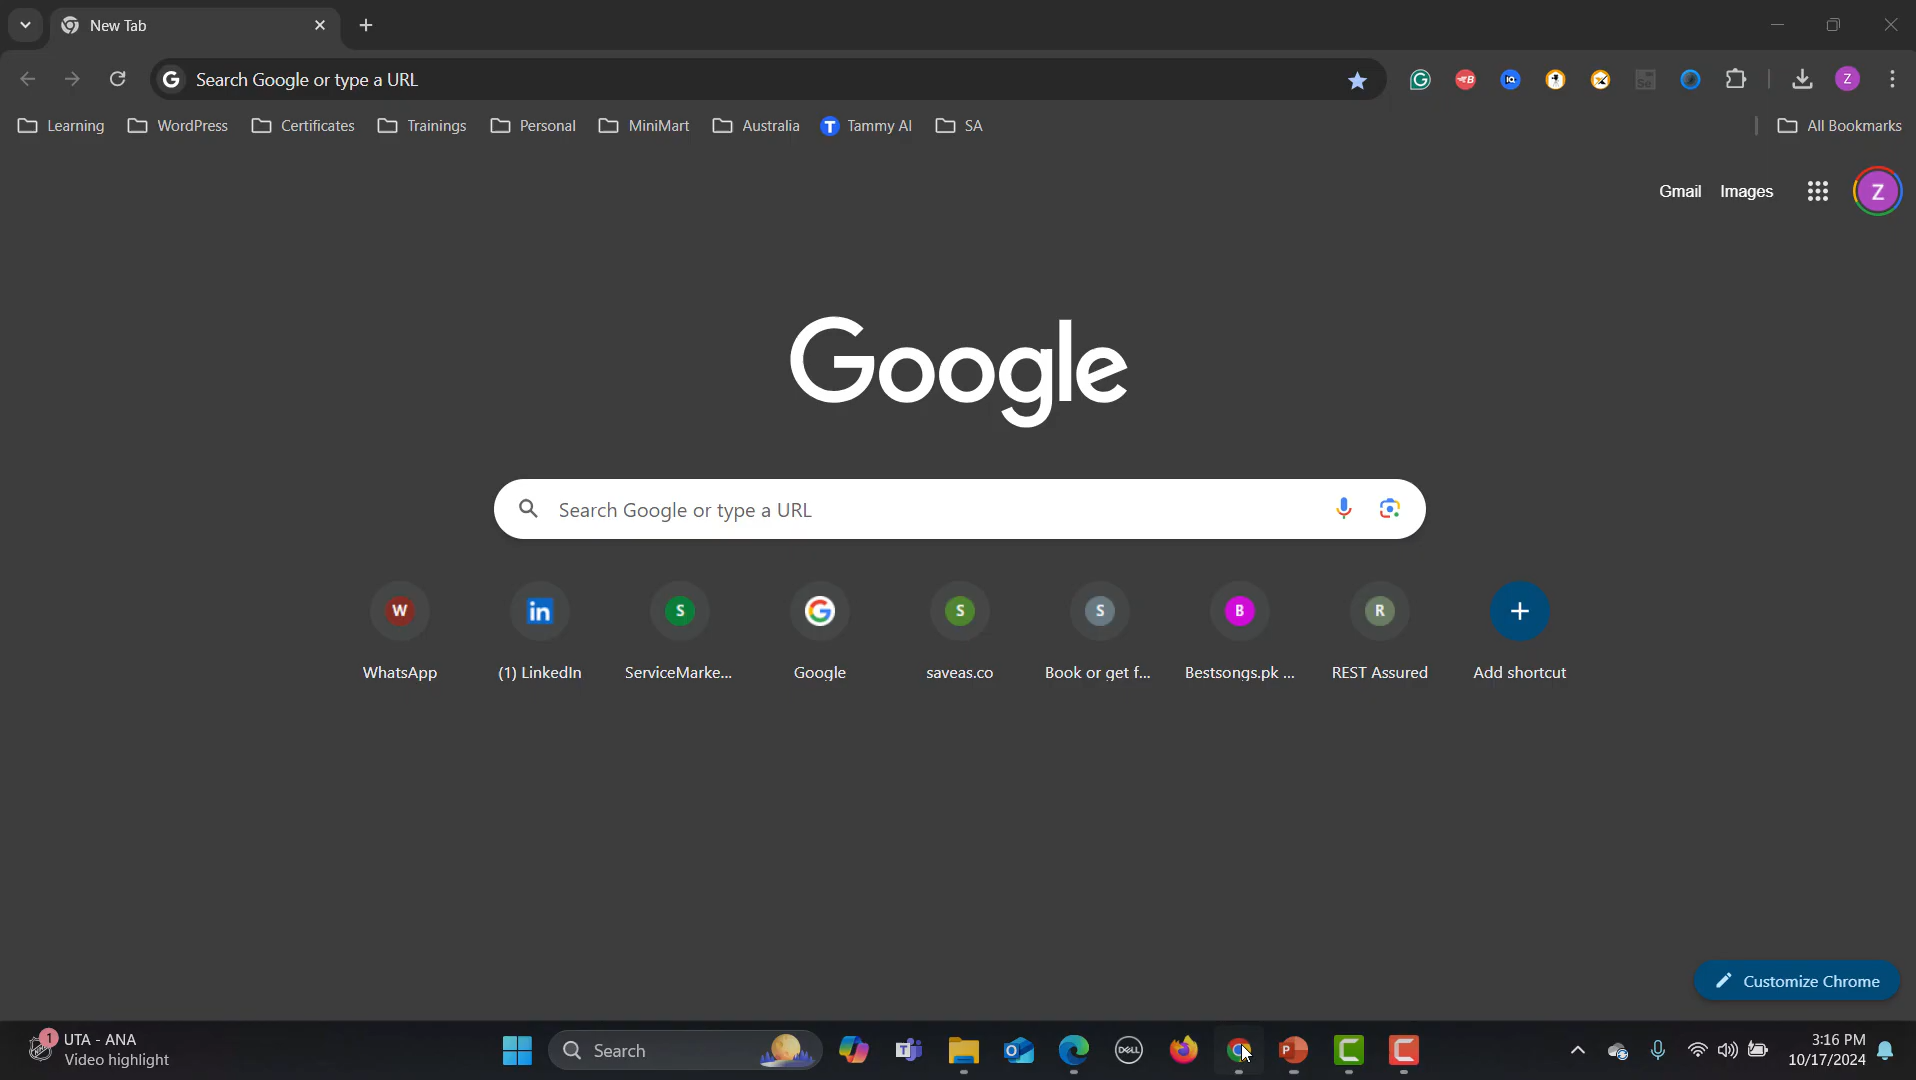 New Tab
Search Google or type a URL
Learning WordPress Certificates Trainings Personal MiniMart Australia Tammy AI SA All Bookmarks
Gmail Images Z
Google
Search Google or type a URL
W S S S B R
WhatsApp (1) LinkedIn ServiceMarke... Google saveas.co Book or get f... Bestsongs.pk ... REST Assured Add shortcut
Customize Chrome
1 UTA - ANA
Video highlight
Search
DELL
3:16 PM
10/17/2024